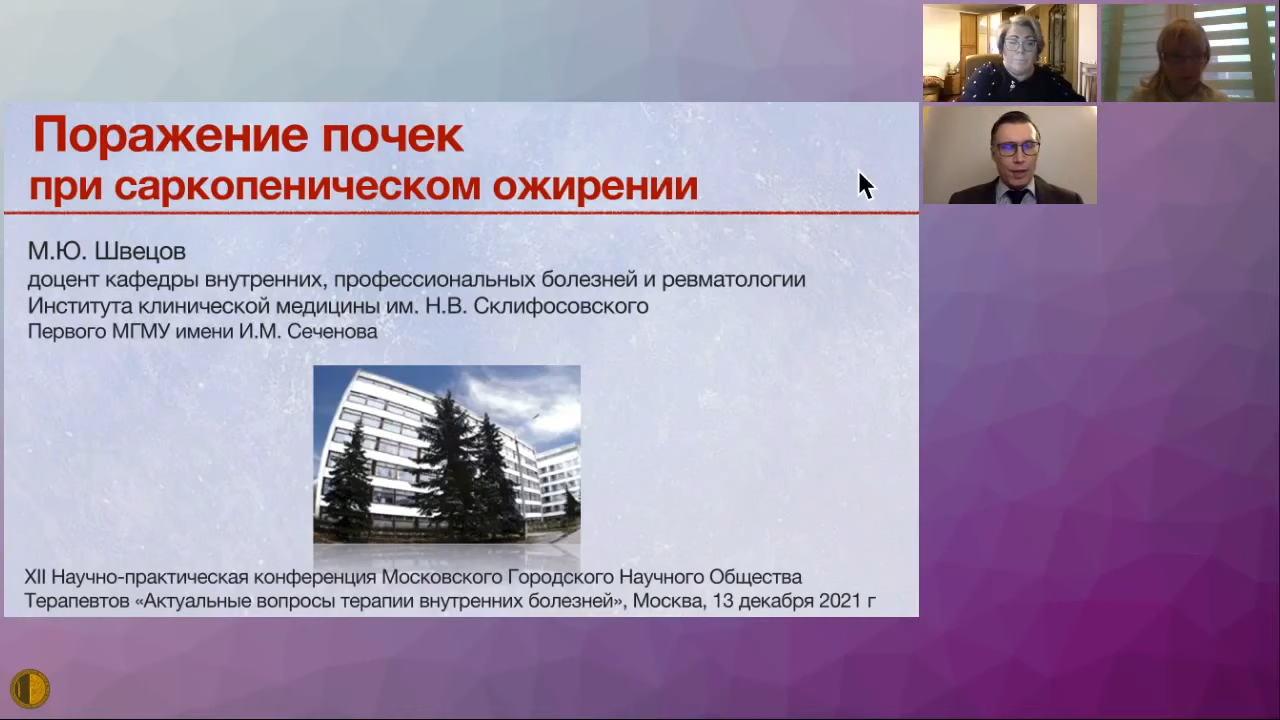 Поражение почек
при саркопеническом ожирении
М.Ю. Швецов
доцент кафедры внутренних, профессиональных болезней и ревматологии
Института клинической медицины им. Н.В. Склифосовского
Первого МГМУ имени И.М. Сеченова
XII Научно-практическая конференция Московского Городского Научного Общества
Терапевтов «Актуальные вопросы терапии внутренних болезней», Москва, 13 декабря 2021 г